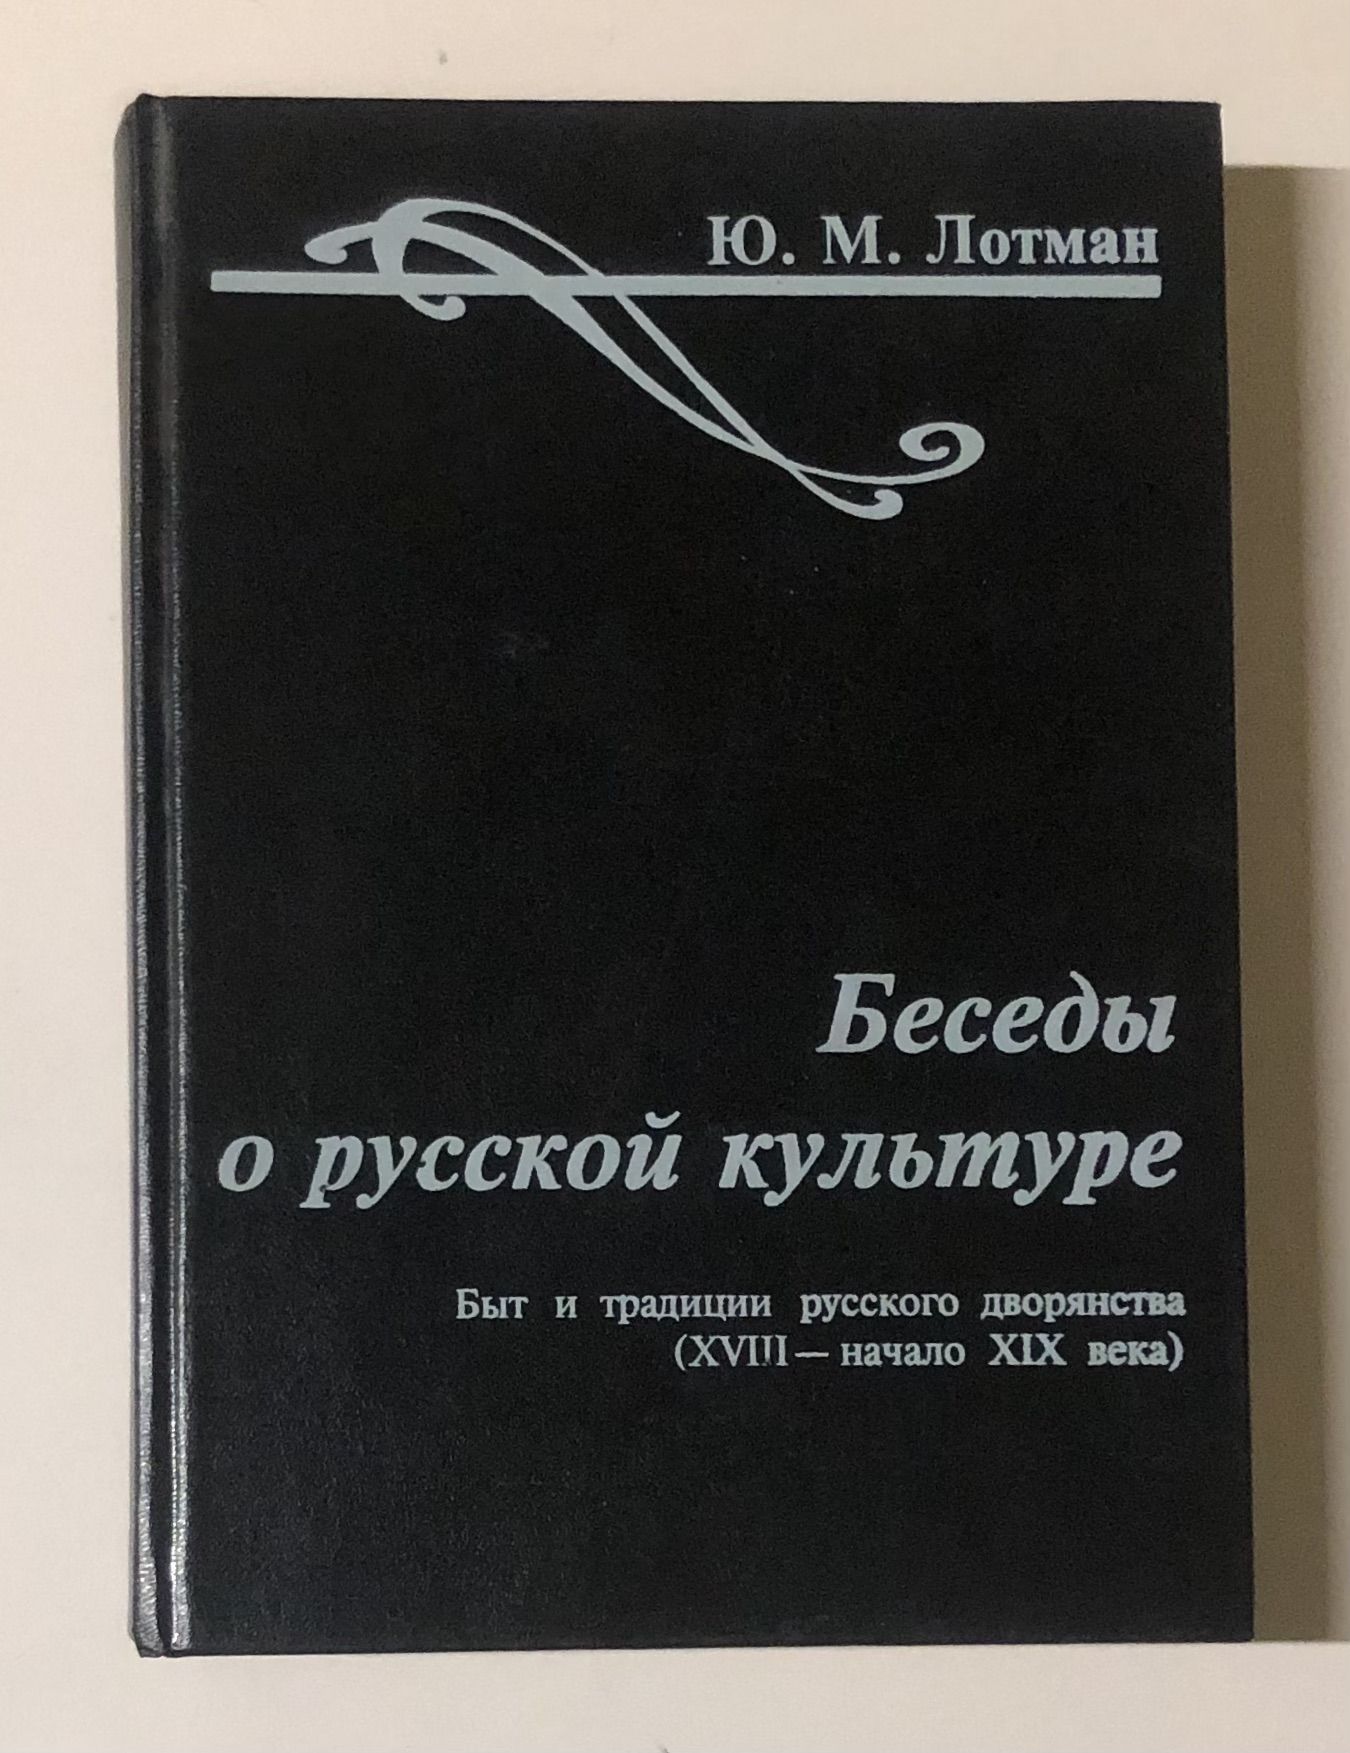 Ю. М. Лотман
Беседы
о русской культуре
Быт и традиции русского дворянства
(XVIII — начало XIX века)